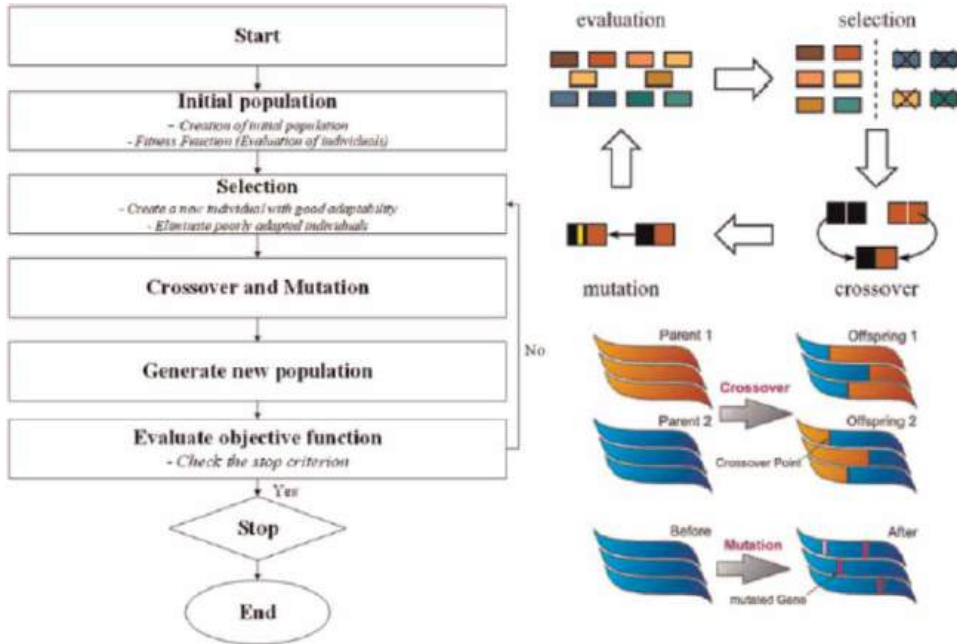 Start
Initial population
- Creation of initial population
- Fitness Function (Evaluation of individuals)
Selection
- Create a new individual with good adaptability
- Eliminate poorly adapted individuals
Crossover and Mutation
Generate new population
No
Evaluate objective function
- Check the stop criterion
Yes
Stop
End
evaluation
selection
mutation
crossover
Parent 1
Offspring 1
Crossover
Parent 2
Offspring 2
Crossover Point
Before
Mutation
After
mutated Gene